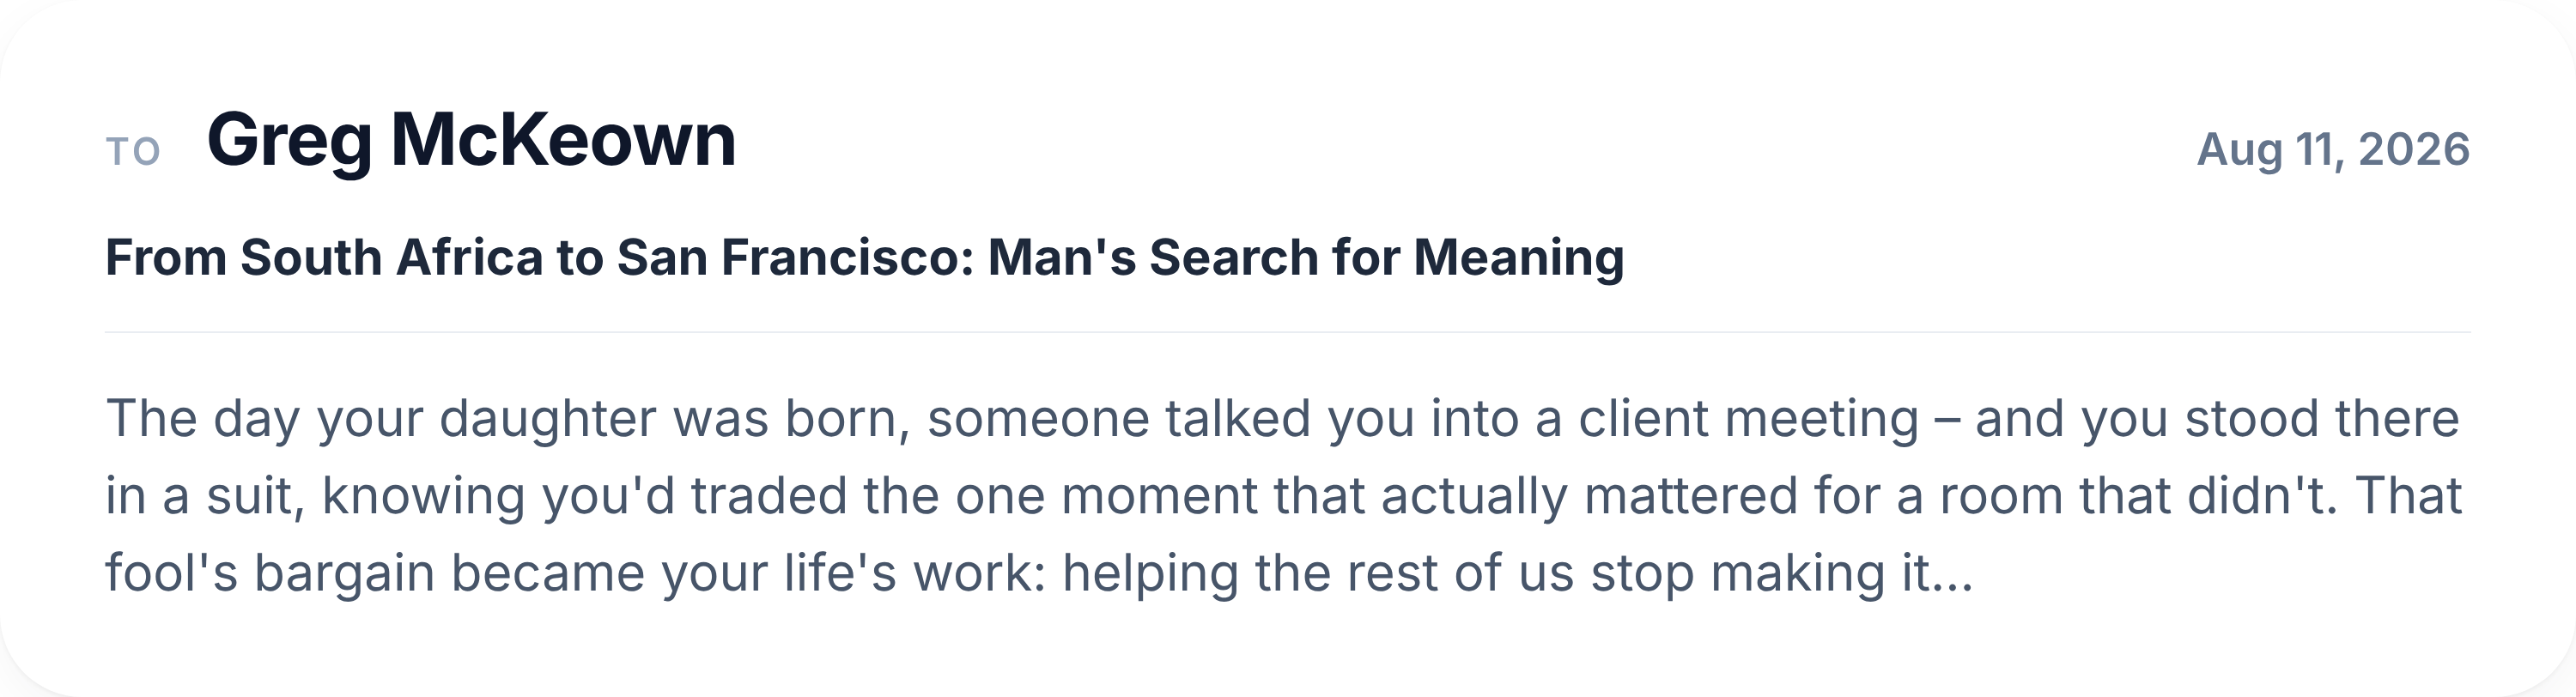 TO Greg McKeown Aug 11, 2026
From South Africa to San Francisco: Man's Search for Meaning
The day your daughter was born, someone talked you into a client meeting – and you stood there
in a suit, knowing you'd traded the one moment that actually mattered for a room that didn't. That
fool's bargain became your life's work: helping the rest of us stop making it...